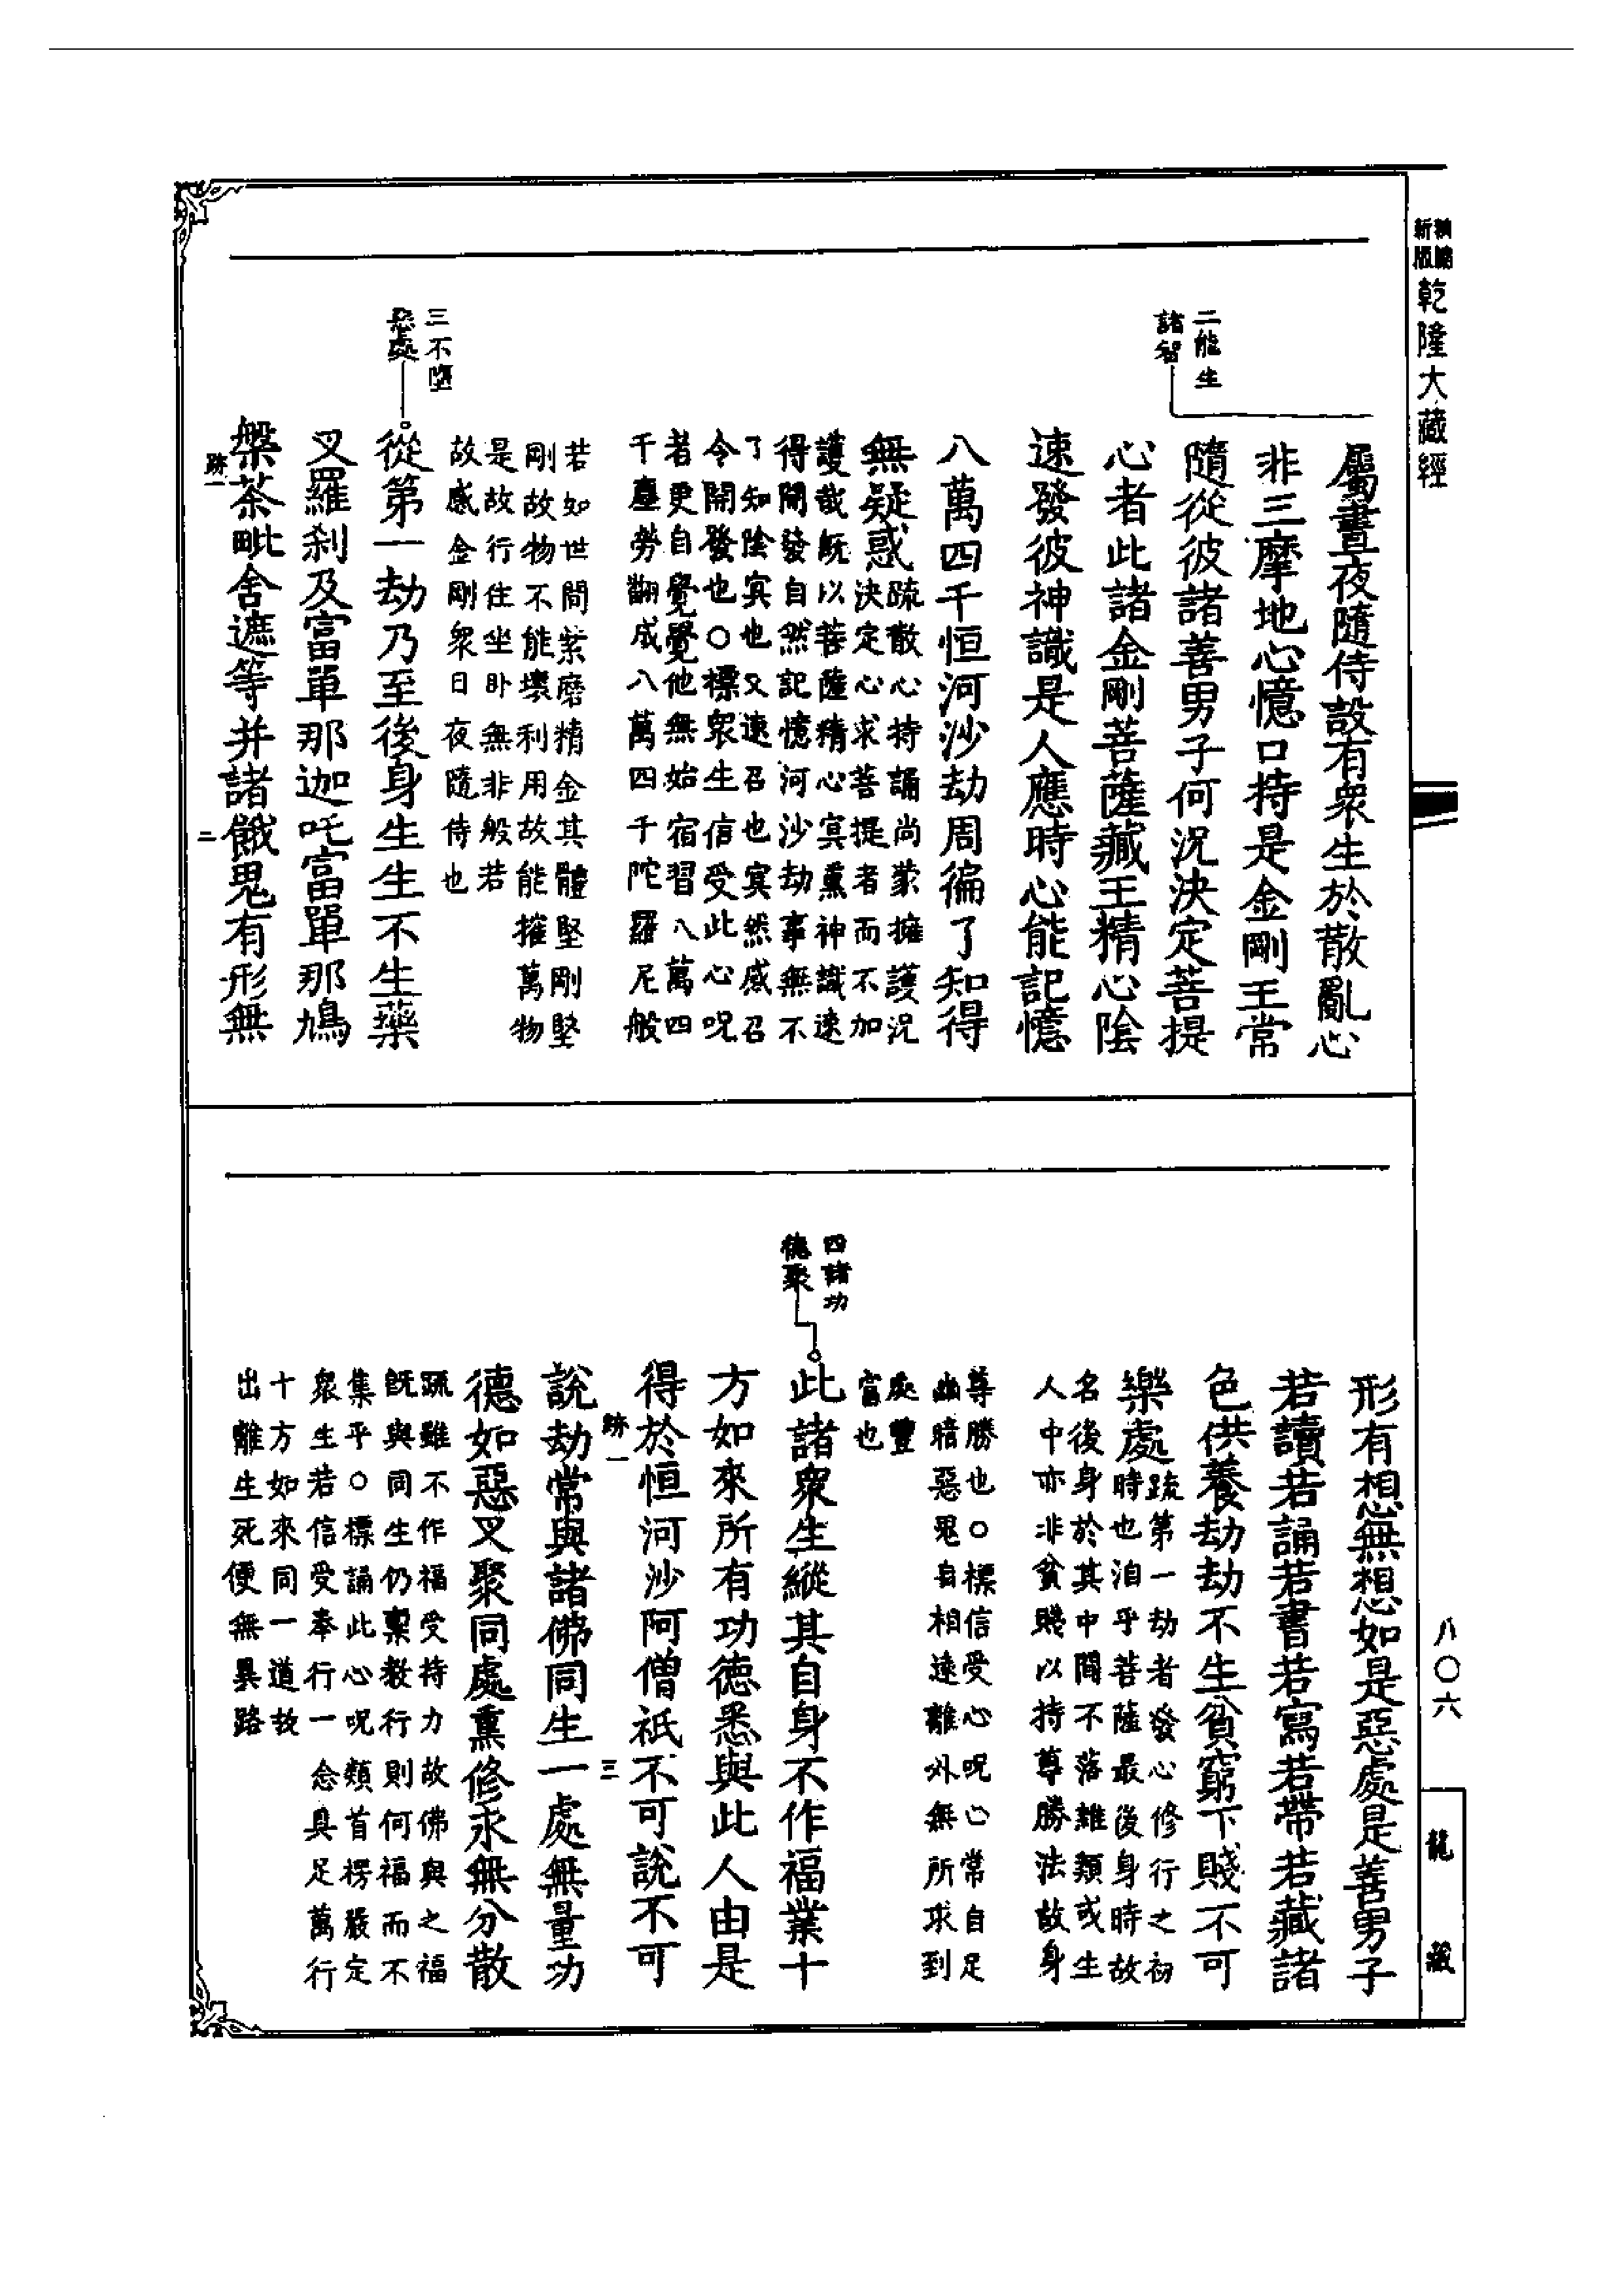 精縮
新版
乾隆大藏經
二能生
諸智
屬晝夜隨侍設有衆生於散亂心
非三摩地心憶口持是金剛王常
隨從彼諸善男子何況決定菩提
心者此諸金剛菩薩藏王精心陰
速發彼神識是人應時心能記憶
八萬四千恒河沙劫周徧了知得
無疑惑
疏散心持誦尚蒙擁護況
決定心求菩提者而不加
護哉既以菩薩精心冥薰神識速
得開發自然記憶河沙劫事無不
了知陰冥也又速召也冥然感召
令開發也〇標衆生信受此心呪
者更自覺覺他無始宿習八萬四
千塵勞翻成八萬四千陀羅尼般
若如世間紫磨精金其體堅剛堅
剛故物不能壞利用故能摧萬物
是故行住坐卧無非般若
故感金剛衆日夜隨侍也
三不墮
惡處
從第一劫乃至後身生生不生藥
叉羅剎及富單那迦吒富單那鳩
槃茶毗舍遮等并諸餓鬼有形無
跡一
二
形有想無想如是惡處是善男子
若讀若誦若書若寫若帶若藏諸
色供養劫劫不生貧窮下賤不可
樂處
疏第一劫者發心修行之初
時也洎乎菩薩最後身時故
名後身於其中間不落雜類或生
人中亦非貧賤以持尊勝法故身
尊勝也〇標信受心呪心常自足
幽暗惡鬼自相遠離外無所求到
處豐
富也
四諸功
德聚
此諸衆生縱其自身不作福業十
方如來所有功德悉與此人由是
得於恒河沙阿僧祇不可說不可
跡一
三
說劫常與諸佛同生一處無量功
德如惡叉聚同處熏修永無分散
疏雖不作福受持力故佛與之福
既與同生仍稟教行則何福而不
集乎〇標誦此心呪類首楞嚴定
衆生若信受奉行一念具足萬行
十方如來同一道故
出離生死便無異路
八〇六
龍藏